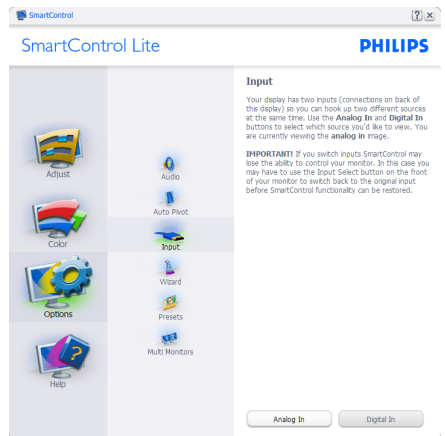 SmartControl
SmartControl Lite
PHILIPS
Adjust
Color
Options
Help
Audio
Auto Pivot
Input
Wizard
Presets
Multi Monitors
Input
Your display has two inputs (connections on back of
this display) so you can hook up two different sources
at the same time. Use the Analog In and Digital In
buttons to select which source you'd like to view. You
are currently viewing the analog in image.
IMPORTANT! If you switch inputs SmartControl may
lose the ability to control your monitor. In this case you
may have to use the Input Select button on the front
of your monitor to switch back to the original input
before SmartControl functionality can be restored.
Analog In
Digital In